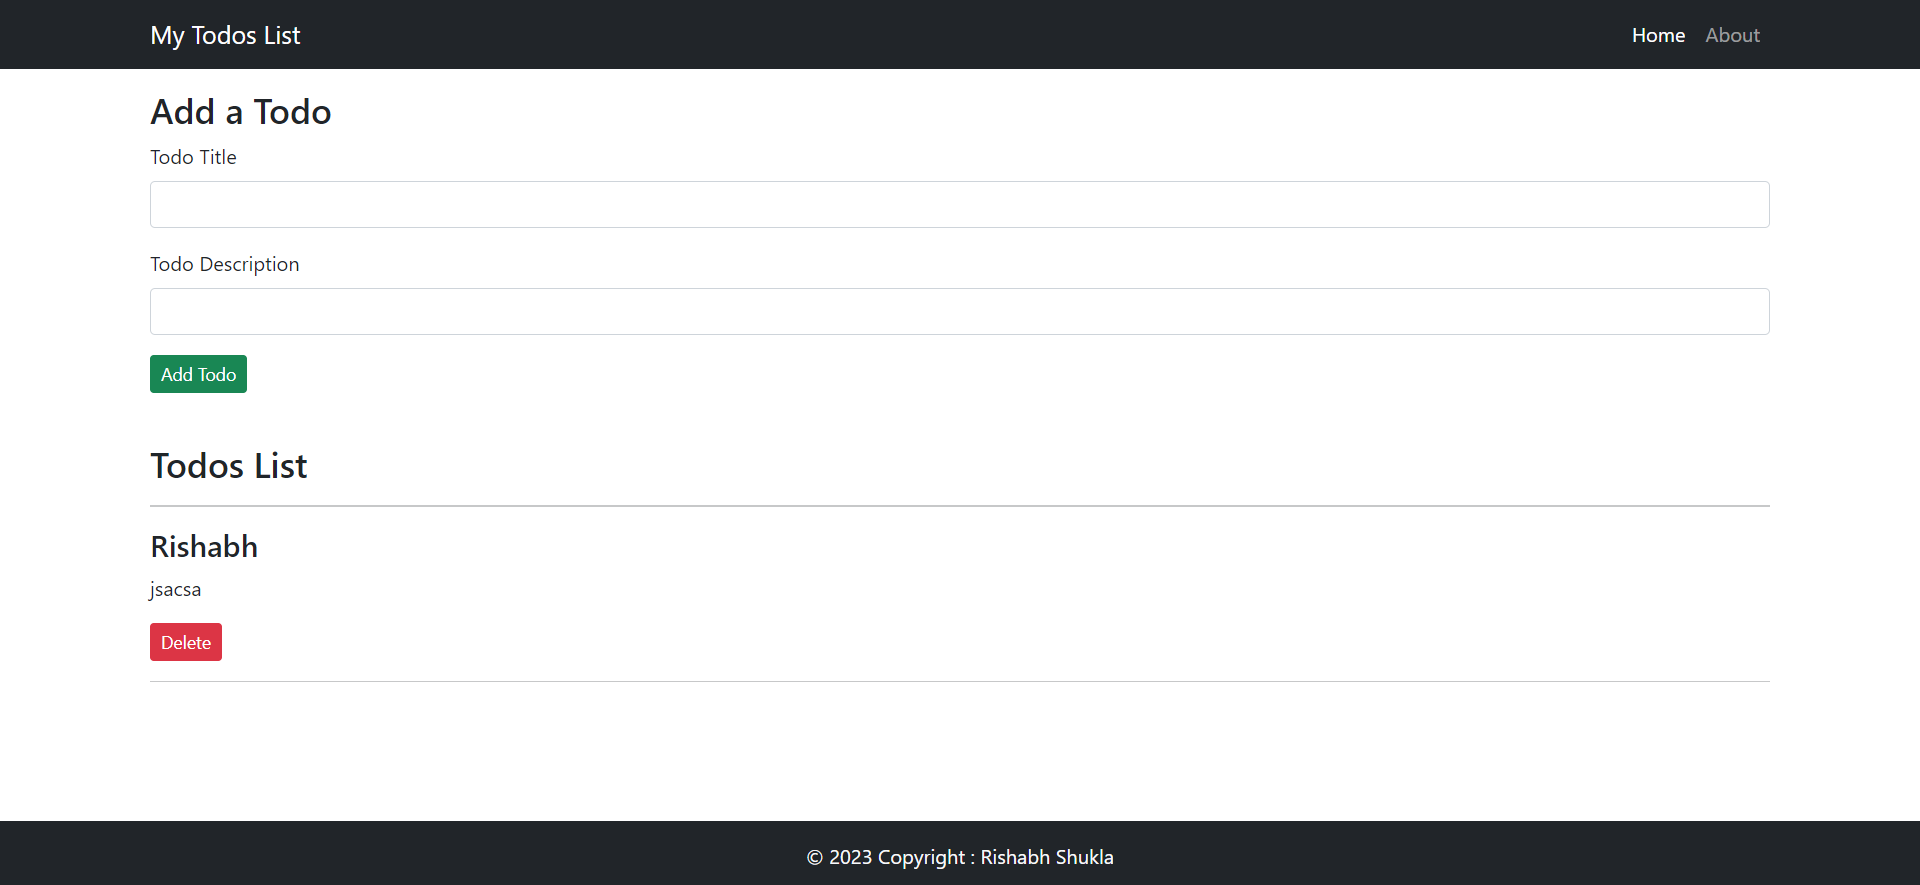 My Todos List
Home About
Add a Todo
Todo Title
Todo Description
Add Todo
Todos List
Rishabh
jsacsa
Delete
© 2023 Copyright : Rishabh Shukla